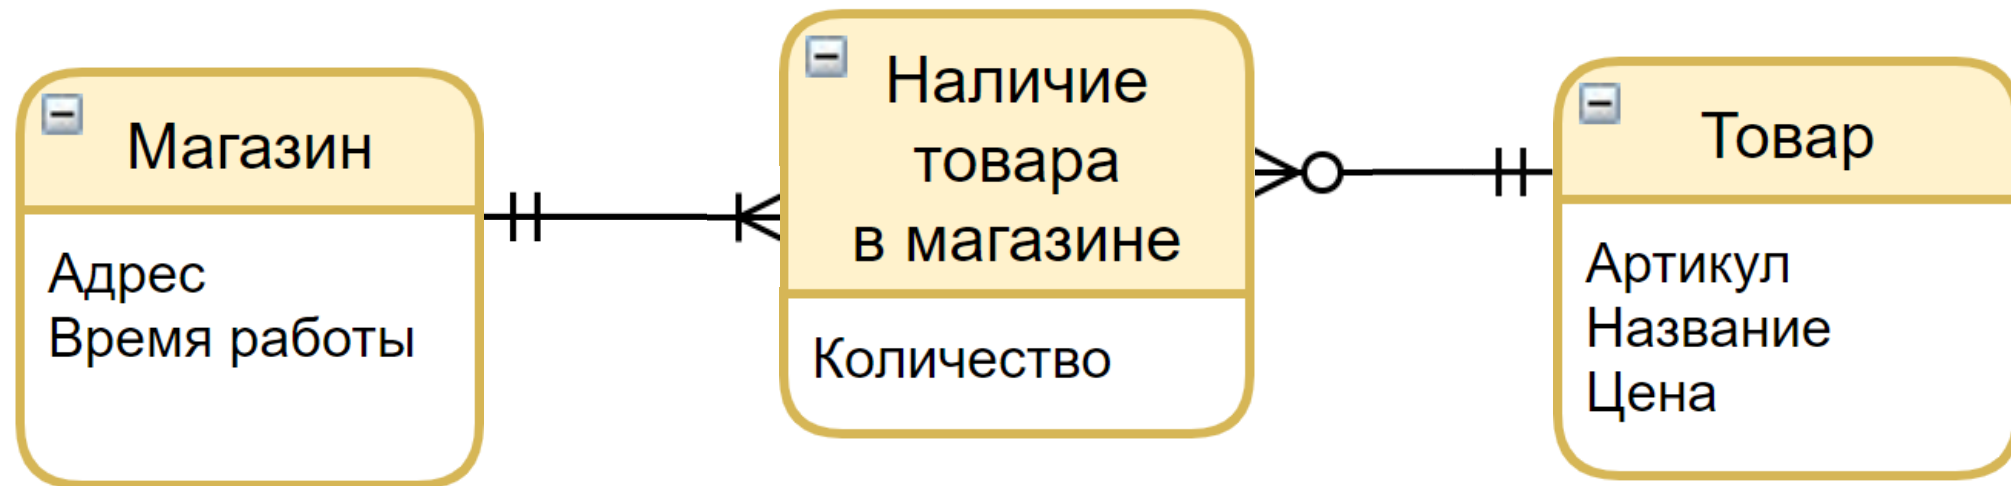 Магазин
Адрес
Время работы
Наличие
товара
в магазине
Количество
Товар
Артикул
Название
Цена